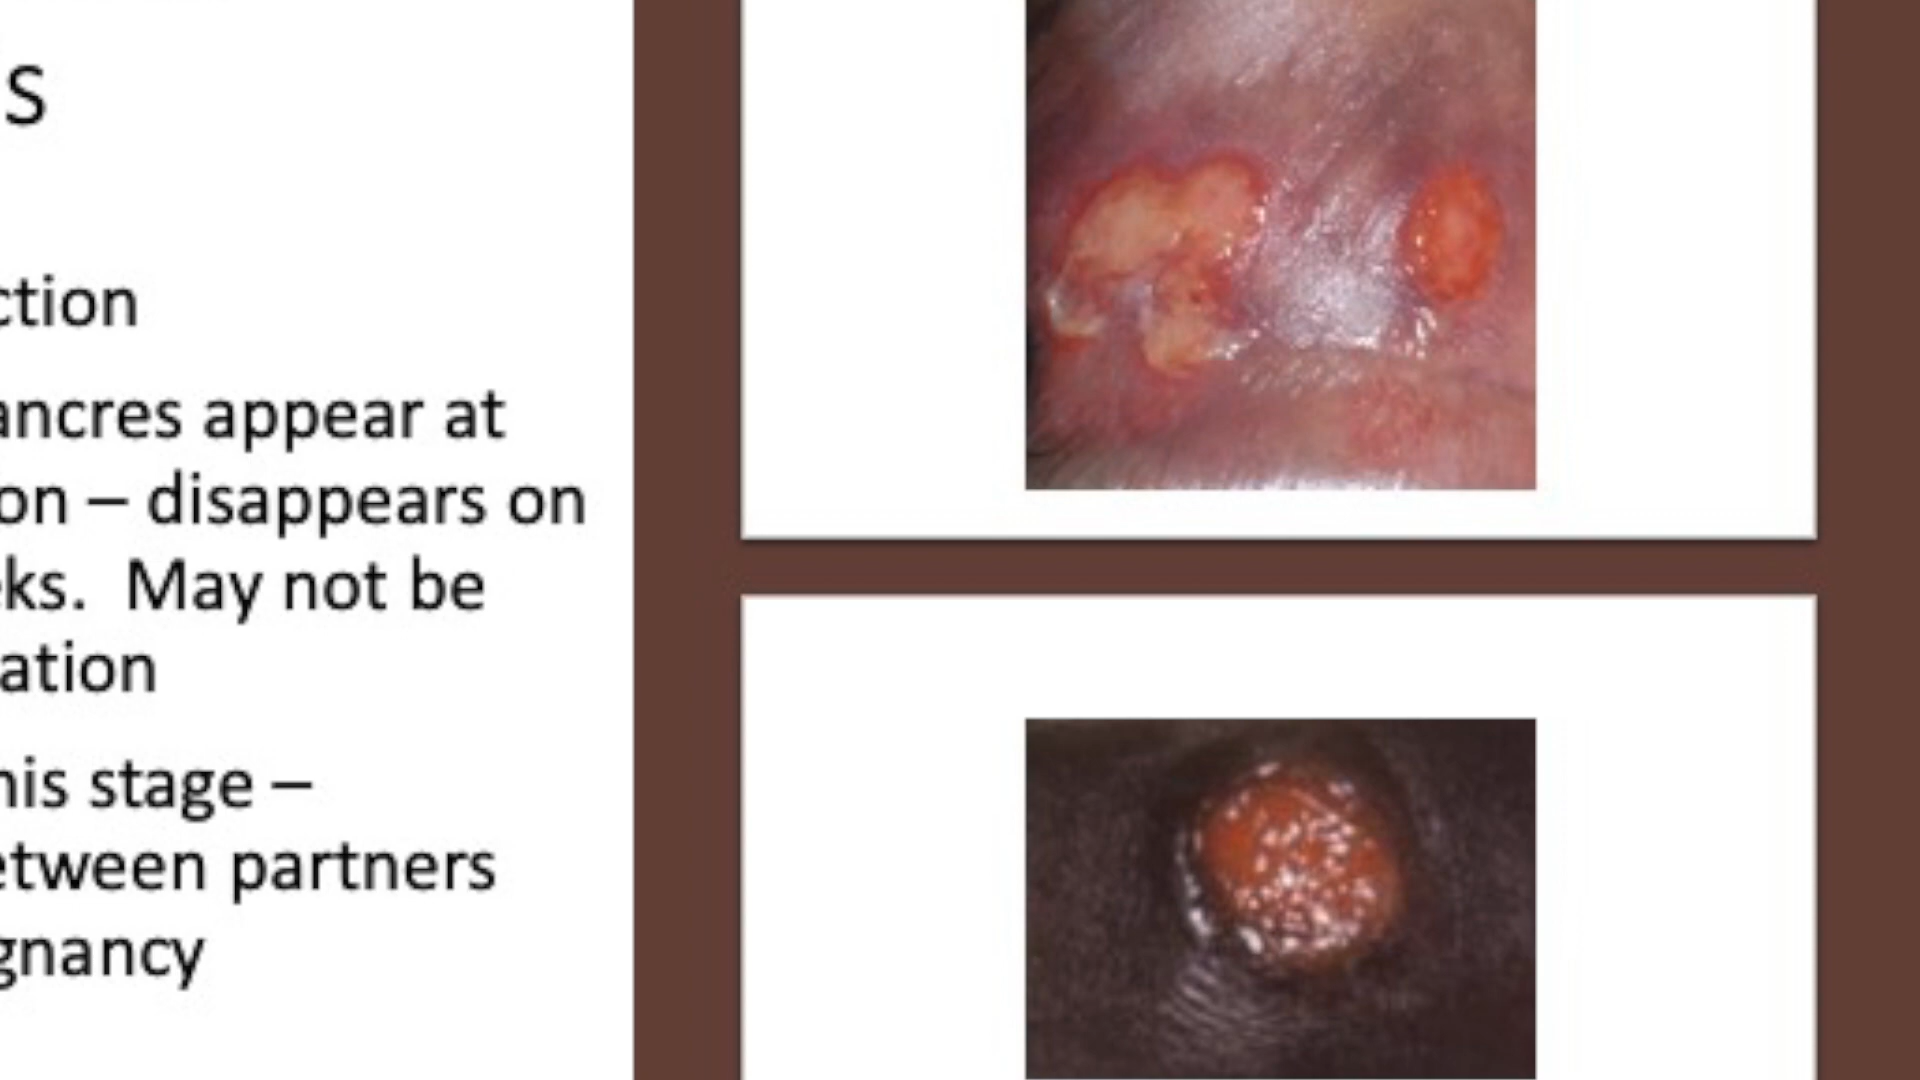 s
ction
ancres appear at
on – disappears on
ks.  May not be
ation
his stage –
etween partners
gnancy